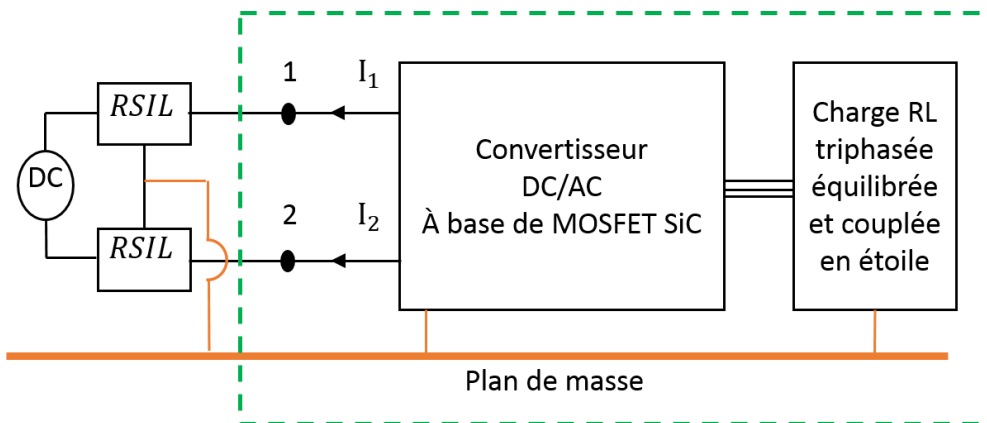 RSIL
DC
RSIL
1
I₁
2
I₂
Convertisseur
DC/AC
À base de MOSFET SiC
Charge RL
triphasée
équilibrée
et couplée
en étoile
Plan de masse